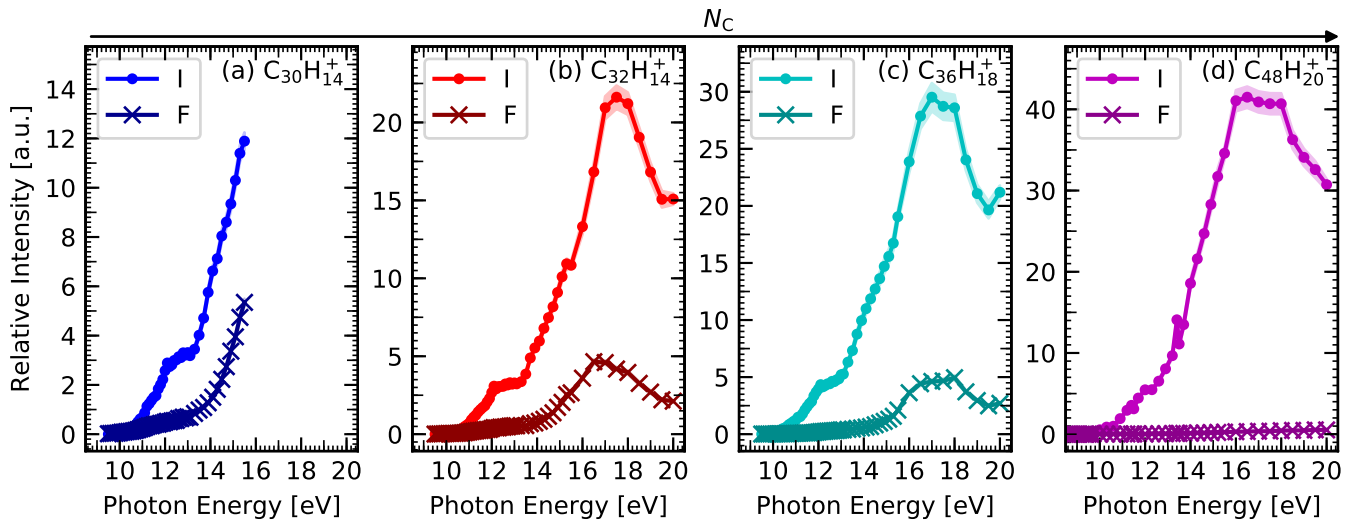 N_C
(a) C₃₀H₁₄⁺
I
F
(b) C₃₂H₁₄⁺
I
F
(c) C₃₆H₁₈⁺
I
F
(d) C₄₈H₂₀⁺
I
F
Relative Intensity [a.u.]
14
12
10
8
6
4
2
0
20
15
10
5
0
30
25
20
15
10
5
0
40
30
20
10
0
10 12 14 16 18 20
10 12 14 16 18 20
10 12 14 16 18 20
10 12 14 16 18 20
Photon Energy [eV]
Photon Energy [eV]
Photon Energy [eV]
Photon Energy [eV]